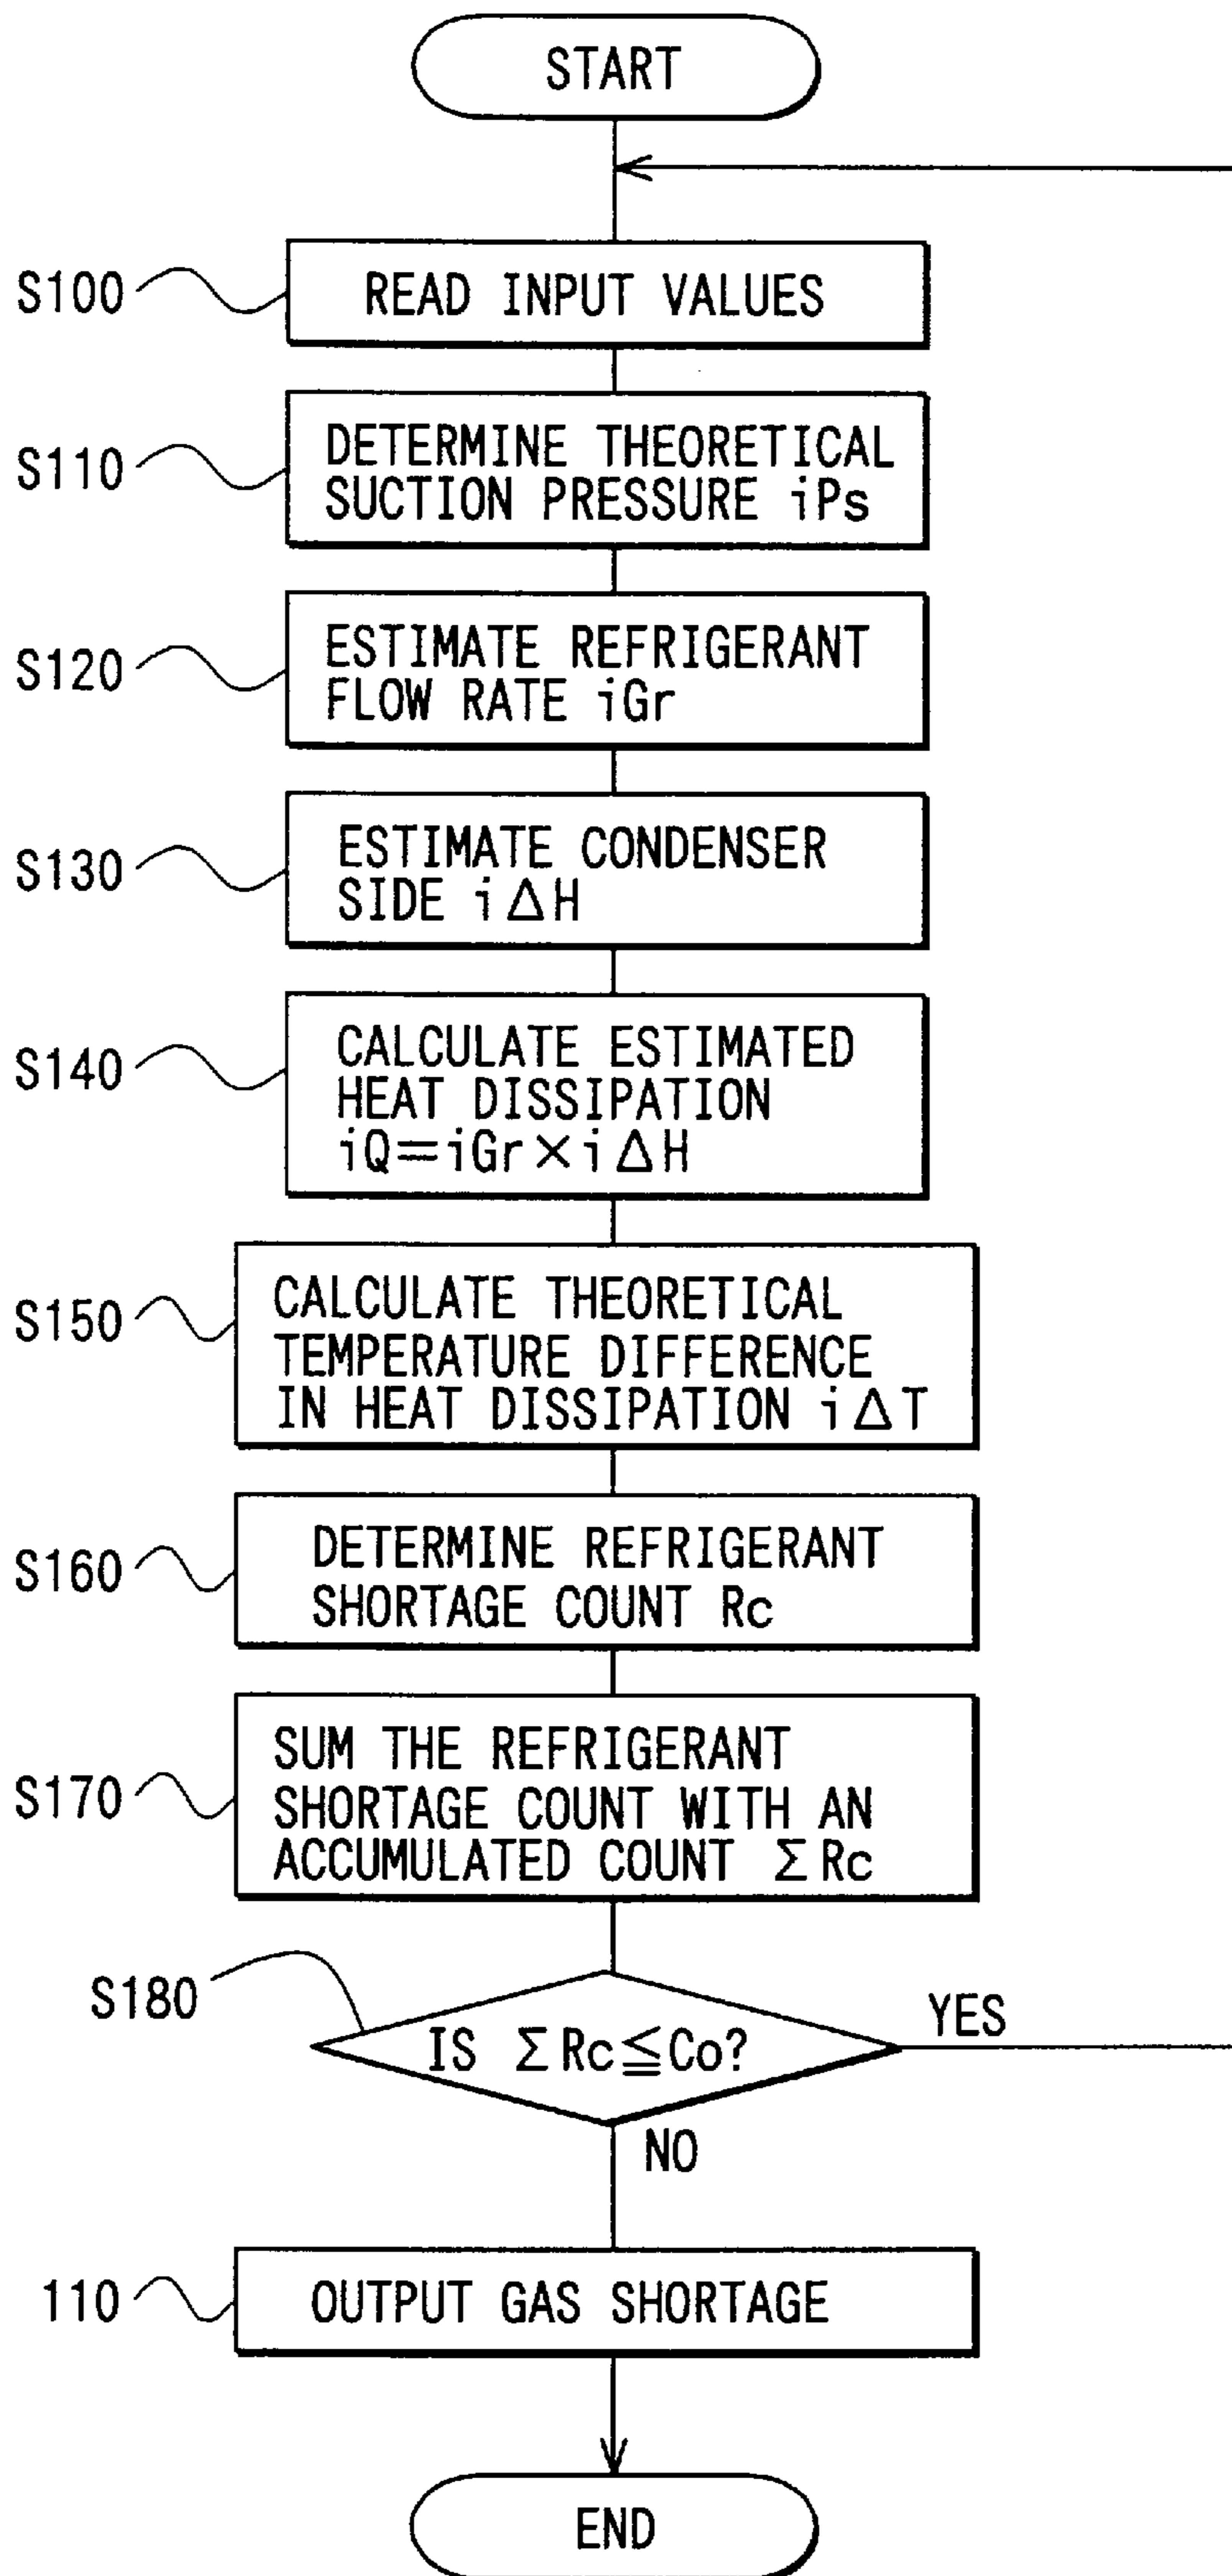 START
S100
READ INPUT VALUES
S110
DETERMINE THEORETICAL
SUCTION PRESSURE iPs
S120
ESTIMATE REFRIGERANT
FLOW RATE iGr
S130
ESTIMATE CONDENSER
SIDE i△H
S140
CALCULATE ESTIMATED
HEAT DISSIPATION
iQ=iGr×i△H
S150
CALCULATE THEORETICAL
TEMPERATURE DIFFERENCE
IN HEAT DISSIPATION i△T
S160
DETERMINE REFRIGERANT
SHORTAGE COUNT Rc
S170
SUM THE REFRIGERANT
SHORTAGE COUNT WITH AN
ACCUMULATED COUNT ΣRc
S180
IS ΣRc≦Co?
YES
NO
110
OUTPUT GAS SHORTAGE
END